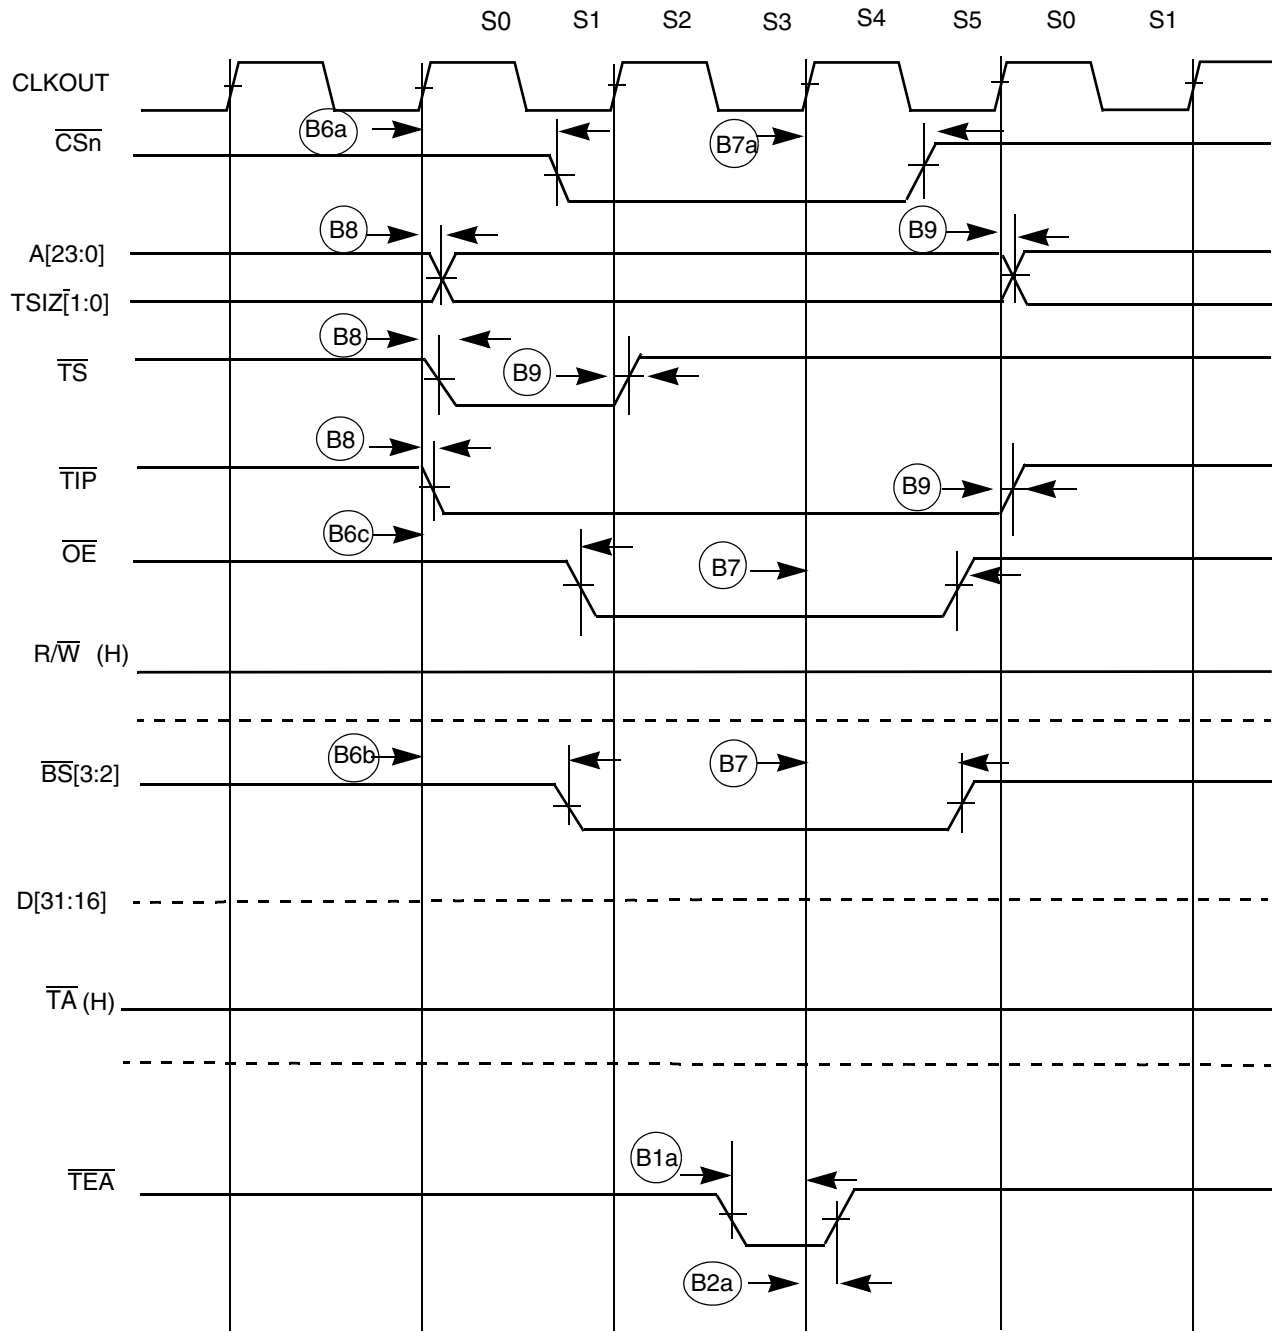 S0 S1 S2 S3 S4 S5 S0 S1
CLKOUT
B6a
B7a
CSn
B8
B9
A[23:0]
TSIZ[1:0]
B8
B9
TS
B8
B9
TIP
B6c
OE
B7
R/W (H)
B6b
B7
BS[3:2]
D[31:16]
TA (H)
B1a
TEA
B2a